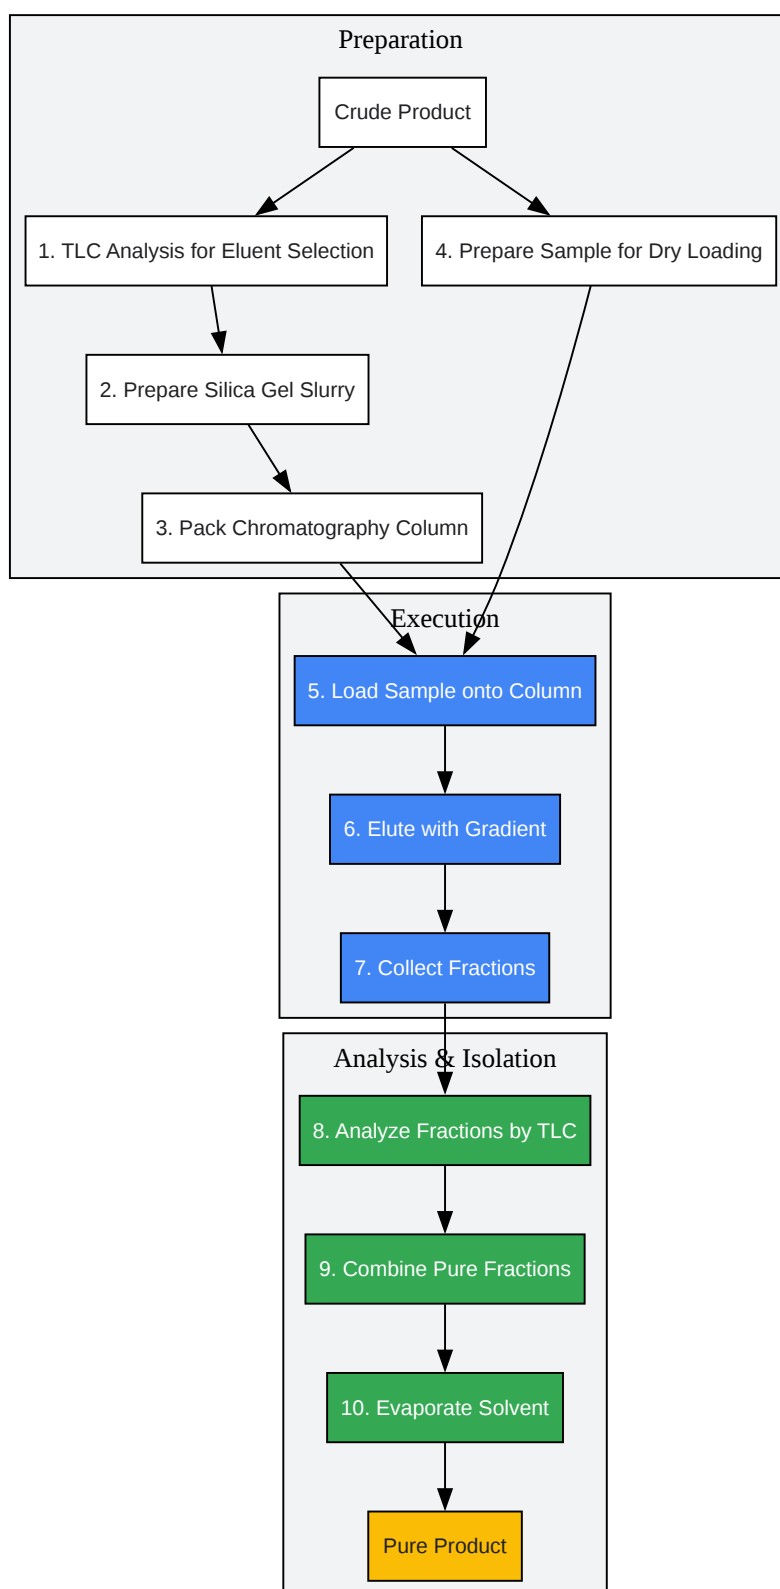 Preparation
Crude Product
1. TLC Analysis for Eluent Selection
4. Prepare Sample for Dry Loading
2. Prepare Silica Gel Slurry
3. Pack Chromatography Column
Execution
5. Load Sample onto Column
6. Elute with Gradient
7. Collect Fractions
Analysis & Isolation
8. Analyze Fractions by TLC
9. Combine Pure Fractions
10. Evaporate Solvent
Pure Product